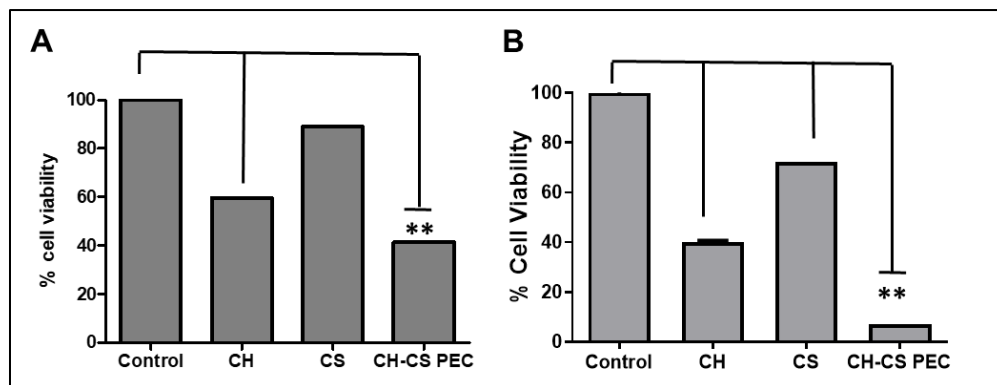 A
% cell viability
100
80
60
40
20
0
**
Control CH CS CH-CS PEC
B
% Cell Viability
100
80
60
40
20
0
**
Control CH CS CH-CS PEC